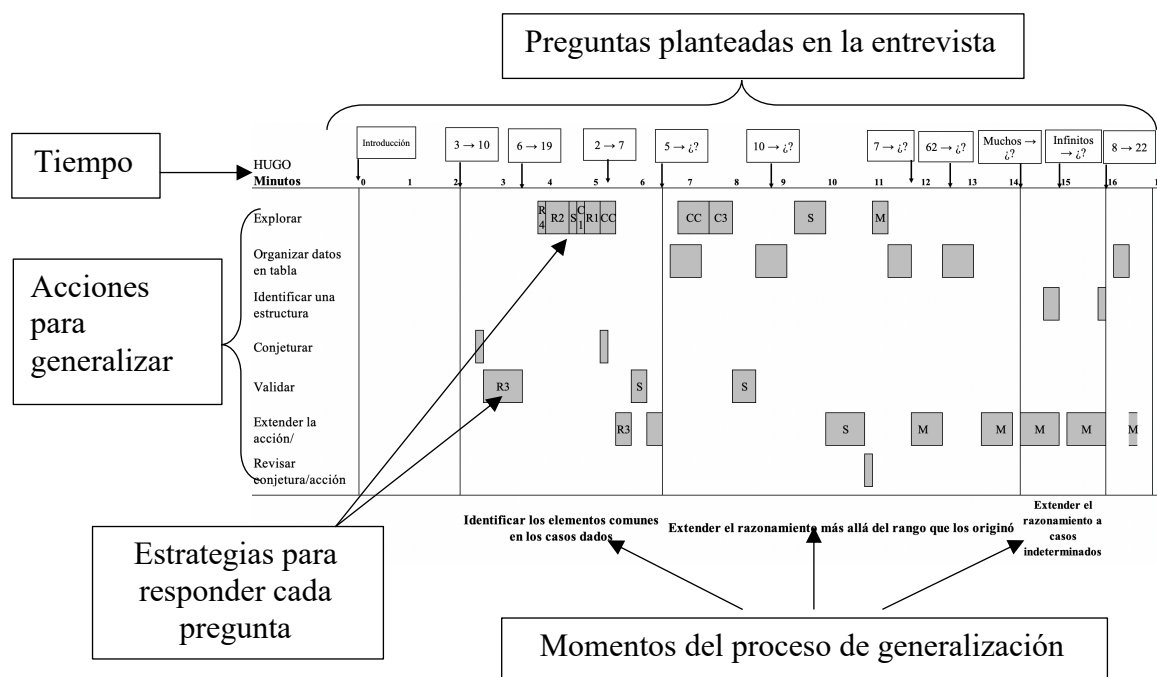 Preguntas planteadas en la entrevista
Tiempo
Introducción
3 → 10
6 → 19
2 → 7
5 → ¿?
10 → ¿?
7 → ¿?
62 → ¿?
Muchos→
¿?
Infinitos
→ ¿?
8 → 22
HUGO
Minutos
0 1 2 3 4 5 6 7 8 9 10 11 12 13 14 15 16 1
Explorar
R
4
R2
S
C
1
R1
CC
CC
C3
S
M
Organizar datos
en tabla
Identificar una
estructura
Acciones
para
generalizar
Conjeturar
Validar
R3
S
S
Extender la
acción/
R3
S
M
M
M
M
M
Revisar
conjetura/acción
Identificar los elementos comunes
en los casos dados
Extender el razonamiento más allá del rango que los originó
Extender el
razonamiento a
casos
indeterminados
Estrategias para
responder cada
pregunta
Momentos del proceso de generalización